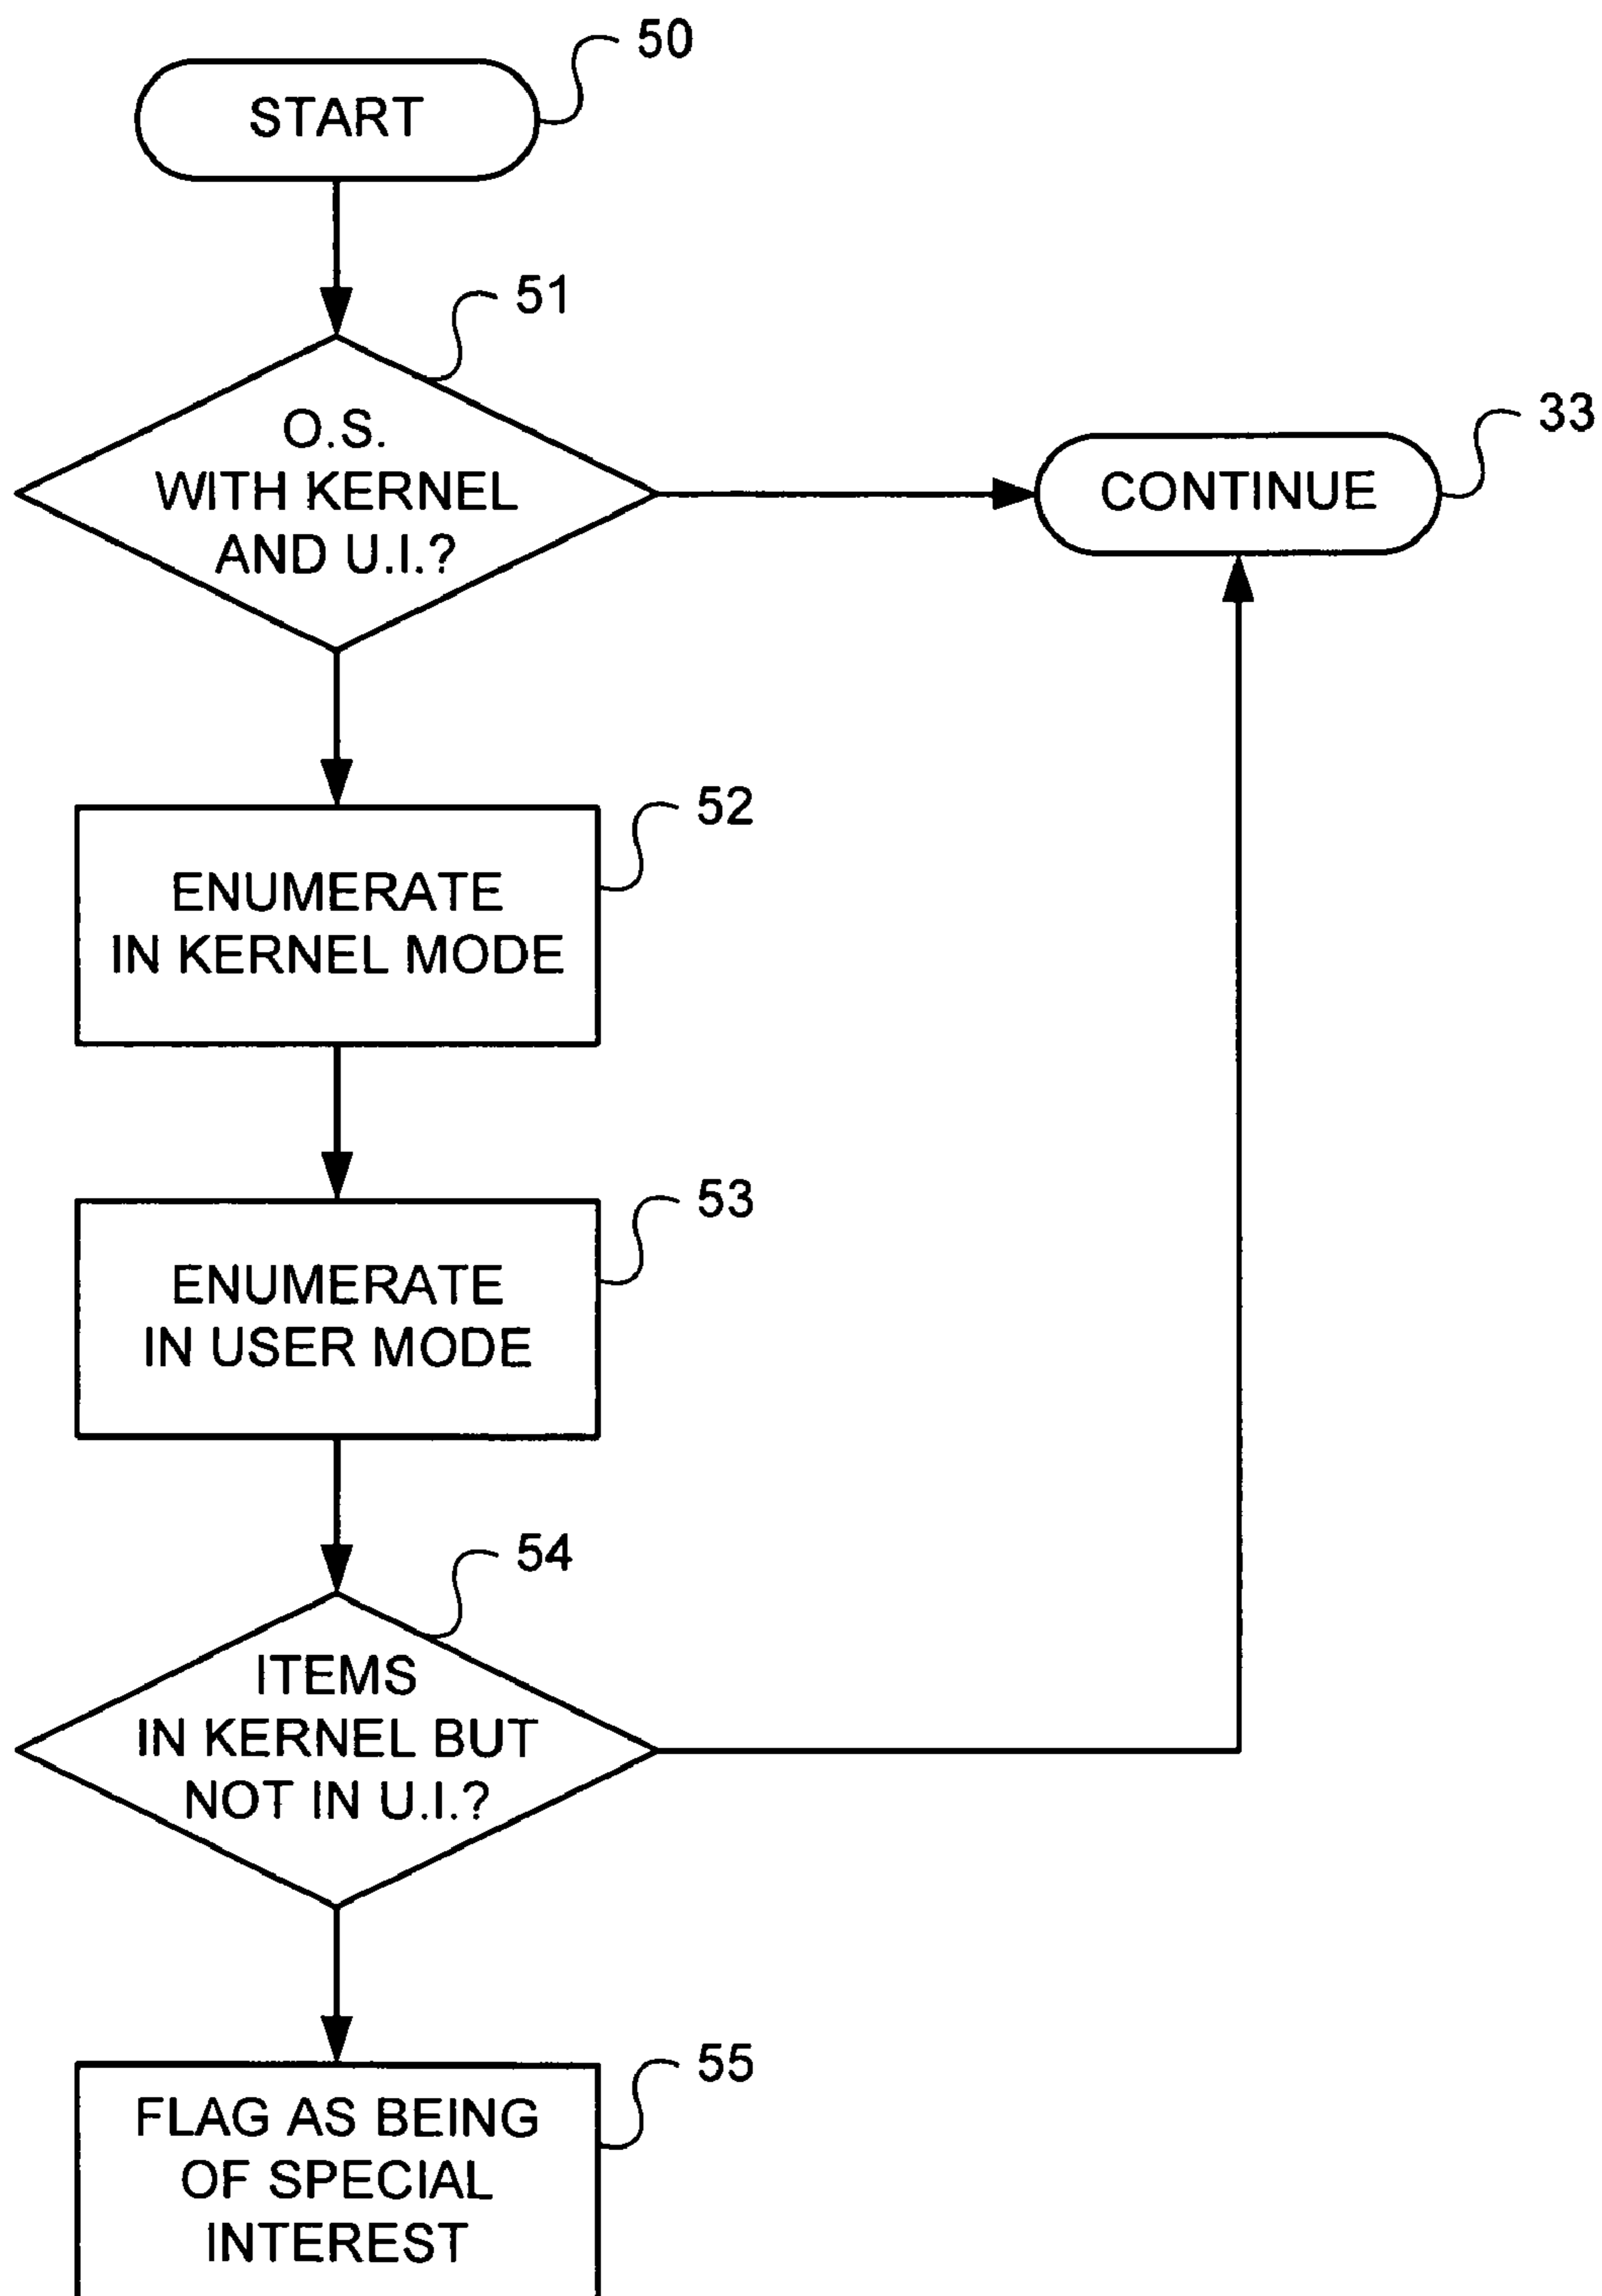 50
START
51
O.S.
WITH KERNEL
AND U.I.?
33
CONTINUE
52
ENUMERATE
IN KERNEL MODE
53
ENUMERATE
IN USER MODE
54
ITEMS
IN KERNEL BUT
NOT IN U.I.?
55
FLAG AS BEING
OF SPECIAL
INTEREST